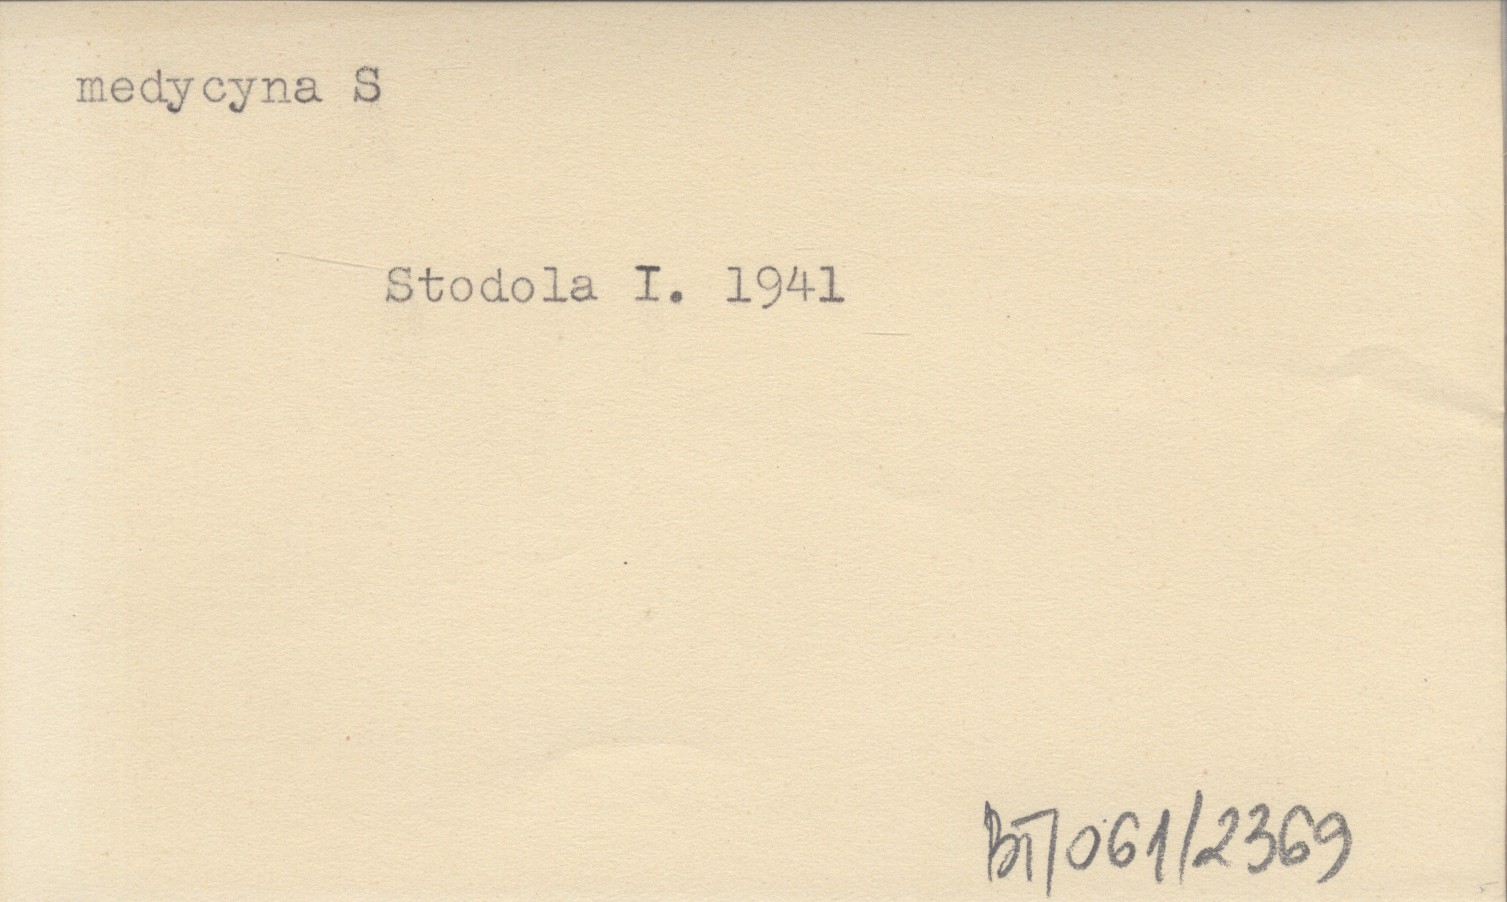 medycyna S
Stodola I. 1941
BT/061/2369